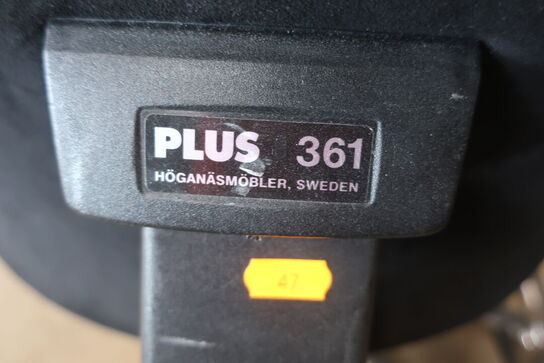 PLUS 361
HÖGANÄSMÖBLER, SWEDEN
47